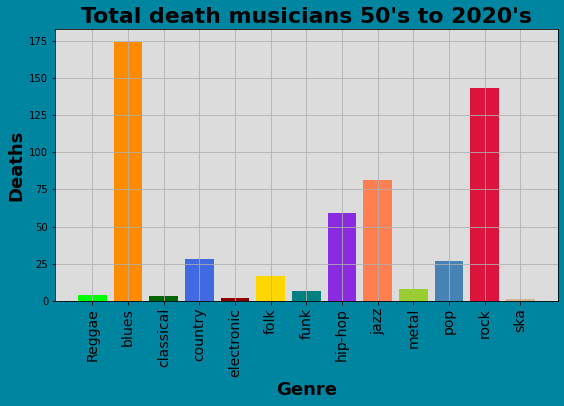 Total death musicians 50's to 2020's
175
150
125
100
75
50
25
0
Deaths
Reggae
blues
classical
country
electronic
folk
funk
hip-hop
jazz
metal
pop
rock
ska
Genre